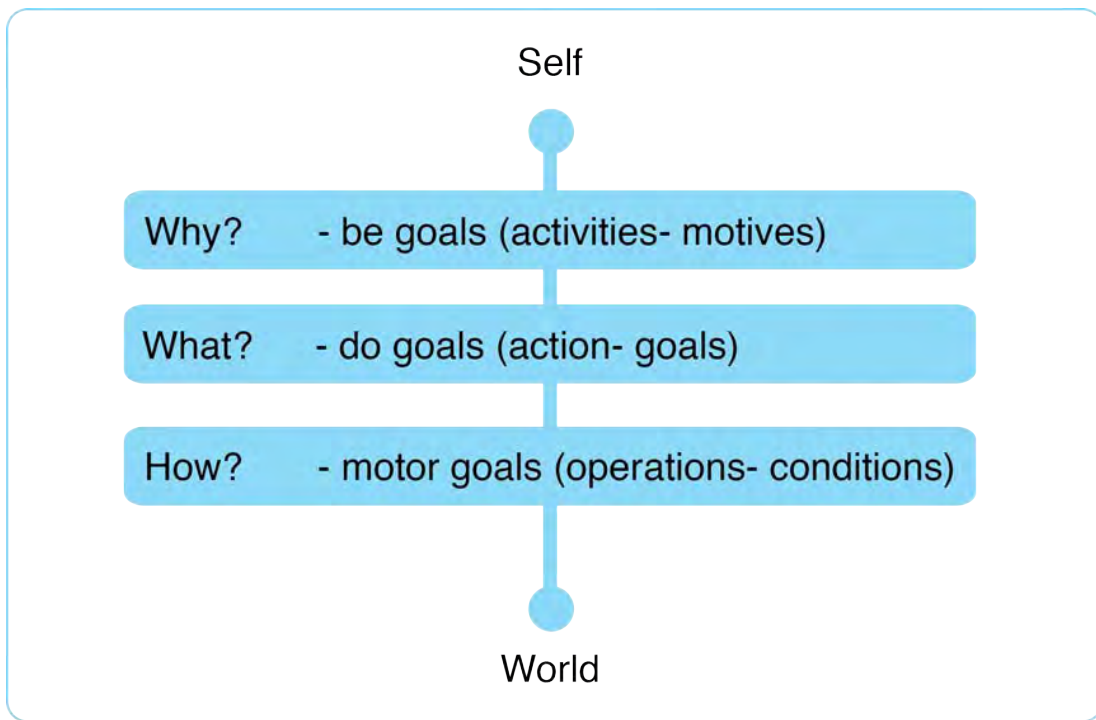 Self
Why? - be goals (activities- motives)
What? - do goals (action- goals)
How? - motor goals (operations- conditions)
World